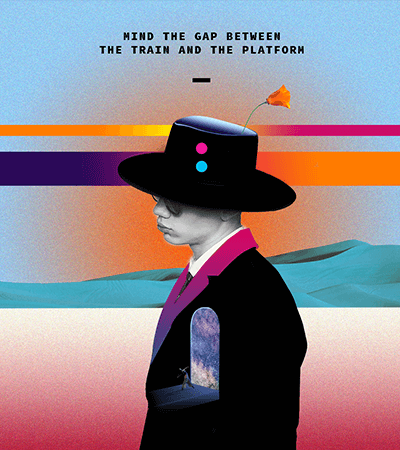 MIND THE GAP BETWEEN
THE TRAIN AND THE PLATFORM